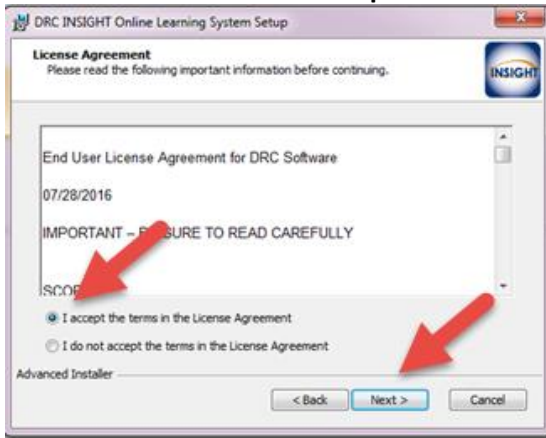 DRC INSIGHT Online Learning System Setup
License Agreement
Please read the following important information before continuing.
INSIGHT
End User License Agreement for DRC Software
07/28/2016
IMPORTANT – SURE TO READ CAREFULLY
I accept the terms in the License Agreement
I do not accept the terms in the License Agreement
Advanced Installer
< Back Next > Cancel